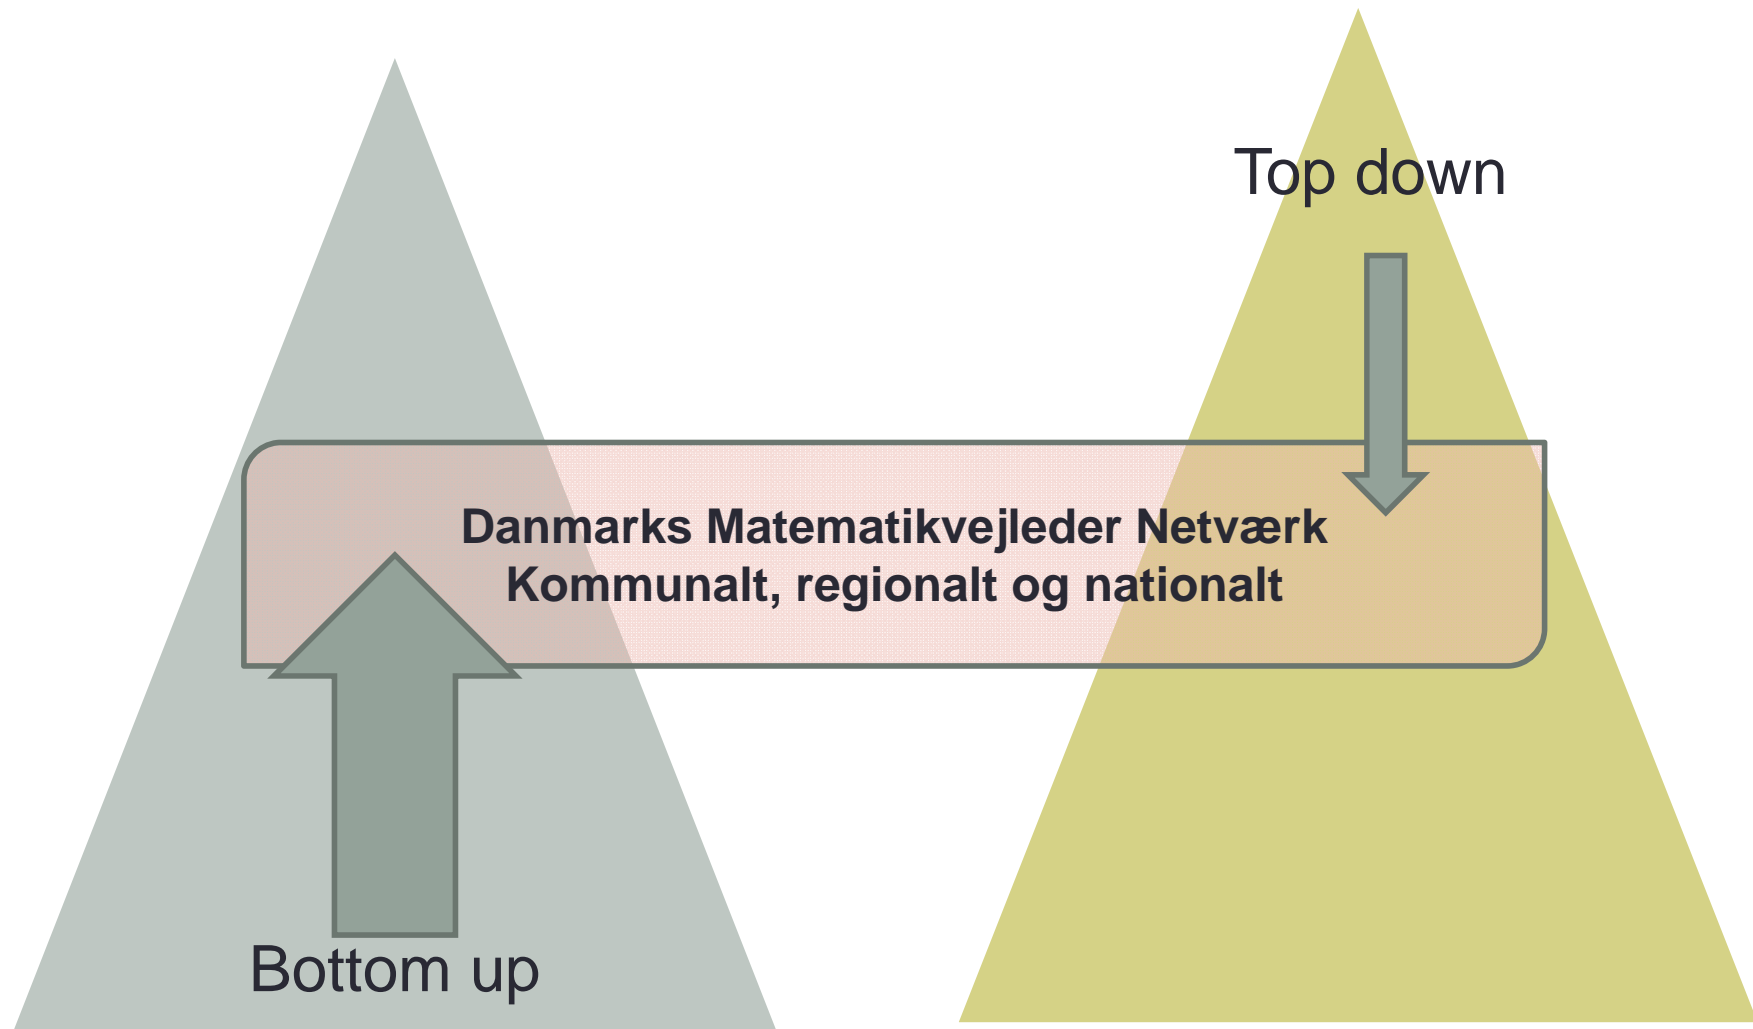 Top down
Danmarks Matematikvejleder Netværk
Kommunalt, regionalt og nationalt
Bottom up